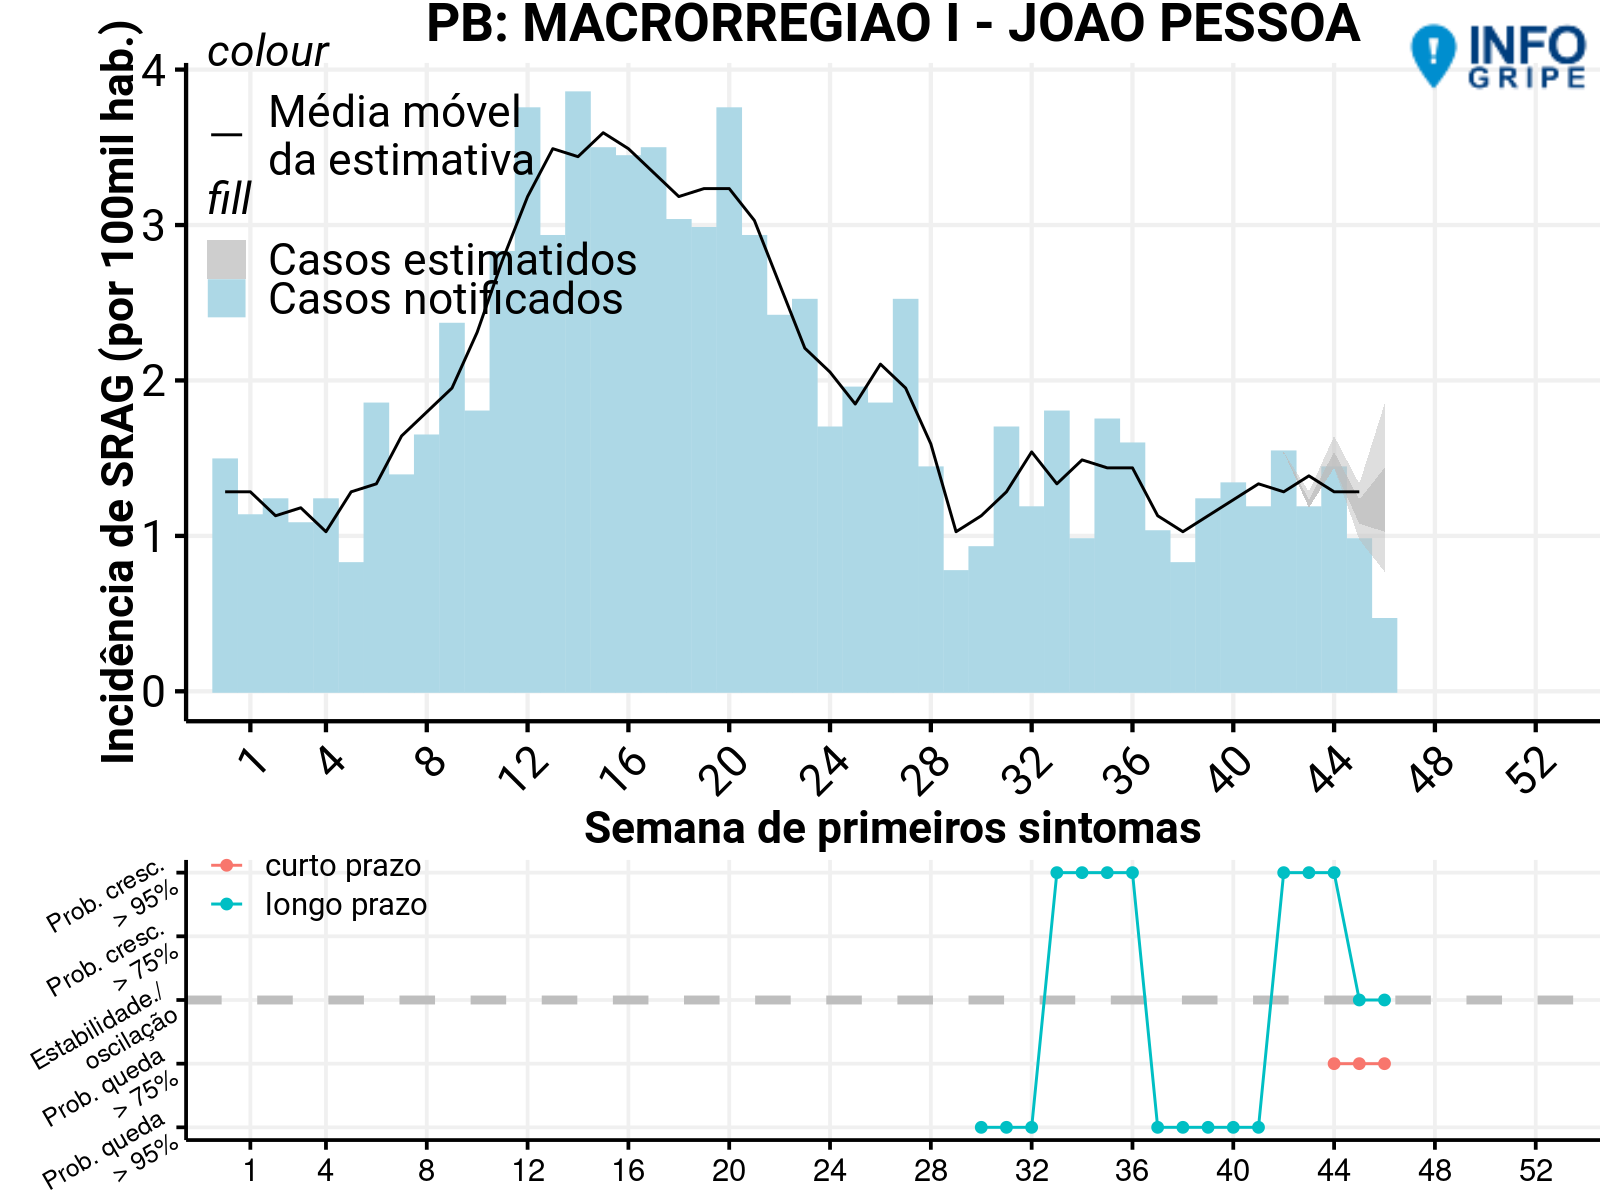 PB: MACRORREGIAO I - JOAO PESSOA
INFO
GRIPE
Incidência de SRAG (por 100mil hab.)
colour
Média móvel
da estimativa
fill
Casos estimatidos
Casos notificados
4
3
2
1
0
1 4 8 12 16 20 24 28 32 36 40 44 48 52
Semana de primeiros sintomas
curto prazo
longo prazo
Prob. cresc.
> 95%
Prob. cresc.
> 75%
Estabilidade./
oscilação
Prob. queda
> 75%
Prob. queda
> 95%
1 4 8 12 16 20 24 28 32 36 40 44 48 52